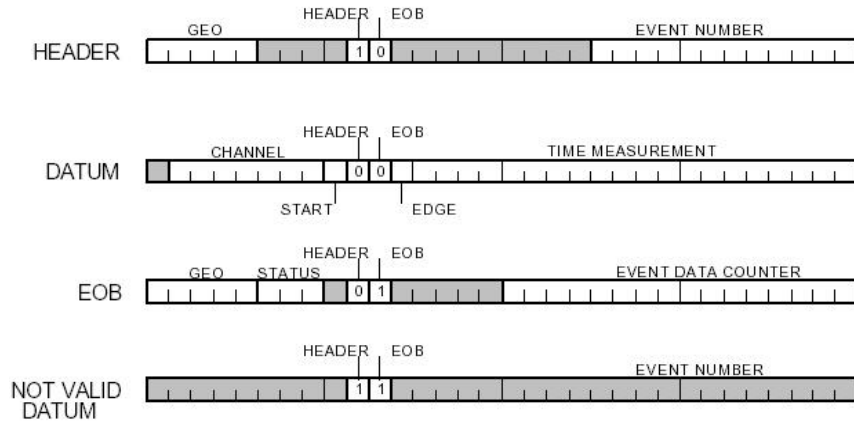 HEADER EOB
GEO EVENT NUMBER
HEADER 1 0
HEADER EOB
CHANNEL TIME MEASUREMENT
DATUM 0 0
START EDGE
HEADER EOB
GEO STATUS EVENT DATA COUNTER
EOB 0 1
HEADER EOB
EVENT NUMBER
NOT VALID 1 1
DATUM